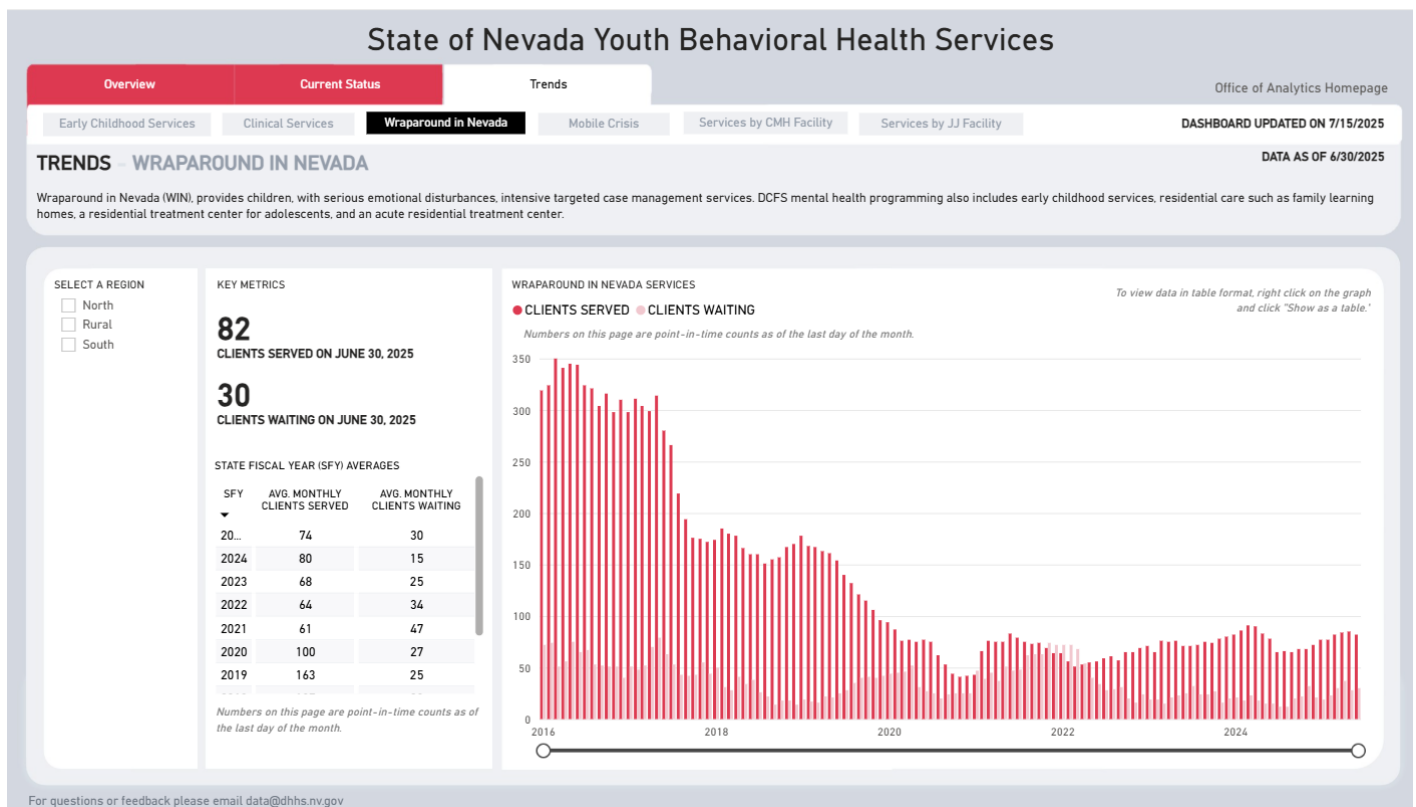 State of Nevada Youth Behavioral Health Services
Overview
Current Status
Trends
Office of Analytics Homepage
Early Childhood Services
Clinical Services
Wraparound in Nevada
Mobile Crisis
Services by CMH Facility
Services by JJ Facility
DASHBOARD UPDATED ON 7/15/2025
TRENDS - WRAPAROUND IN NEVADA
DATA AS OF 6/30/2025
Wraparound in Nevada (WIN), provides children, with serious emotional disturbances, intensive targeted case management services. DCFS mental health programming also includes early childhood services, residential care such as family learning
homes, a residential treatment center for adolescents, and an acute residential treatment center.
SELECT A REGION
North
Rural
South
KEY METRICS
82
CLIENTS SERVED ON JUNE 30, 2025
30
CLIENTS WAITING ON JUNE 30, 2025
STATE FISCAL YEAR (SFY) AVERAGES
SFY AVG. MONTHLY AVG. MONTHLY
CLIENTS SERVED CLIENTS WAITING
20... 74 30
2024 80 15
2023 68 25
2022 64 34
2021 61 47
2020 100 27
2019 163 25
Numbers on this page are point-in-time counts as of
the last day of the month.
WRAPAROUND IN NEVADA SERVICES
CLIENTS SERVED CLIENTS WAITING
To view data in table format, right click on the graph
and click "Show as a table.'
Numbers on this page are point-in-time counts as of the last day of the month.
350
300
250
200
150
100
50
0
2016 2018 2020 2022 2024
For questions or feedback please email data@dhhs.nv.gov